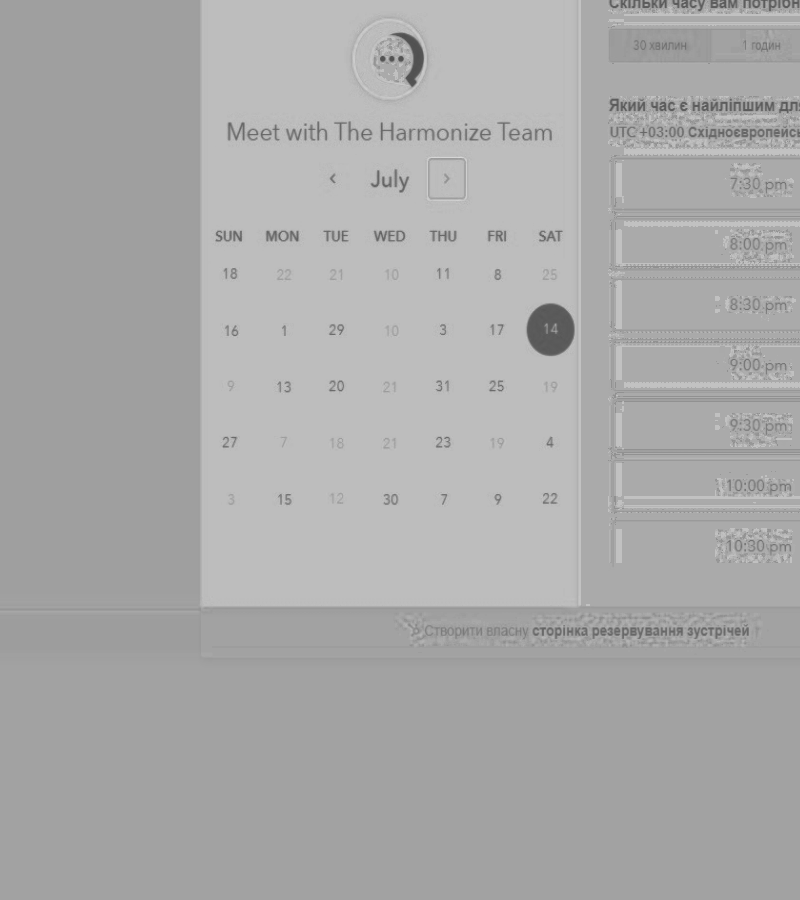 Meet with The Harmonize Team
July
SUN MON TUE WED THU FRI SAT
18 22 21 10 11 8 25
16 1 29 10 3 17 14
9 13 20 21 31 25 19
27 7 18 21 23 19 4
3 15 12 30 7 9 22
Скільки часу вам
30 хвилин 1 годин
Який час є найліпшим
UTC +03:00
7:30 pm
8:00 pm
8:30 pm
9:00 pm
9:30 pm
10:00 pm
10:30 pm
Створити власну сторінка резервування зустрічей